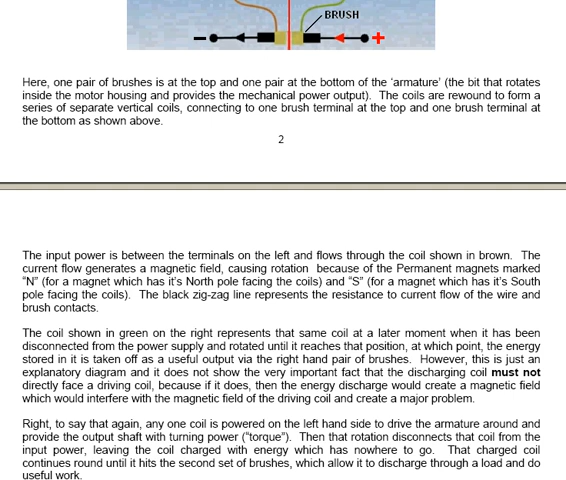 BRUSH
- +
Here, one pair of brushes is at the top and one pair at the bottom of the 'armature' (the bit that rotates
inside the motor housing and provides the mechanical power output). The coils are rewound to form a
series of separate vertical coils, connecting to one brush terminal at the top and one brush terminal at
the bottom as shown above.
2
The input power is between the terminals on the left and flows through the coil shown in brown. The
current flow generates a magnetic field, causing rotation because of the Permanent magnets marked
"N" (for a magnet which has it's North pole facing the coils) and "S" (for a magnet which has it's South
pole facing the coils). The black zig-zag line represents the resistance to current flow of the wire and
brush contacts.
The coil shown in green on the right represents that same coil at a later moment when it has been
disconnected from the power supply and rotated until it reaches that position, at which point, the energy
stored in it is taken off as a useful output via the right hand pair of brushes. However, this is just an
explanatory diagram and it does not show the very important fact that the discharging coil must not
directly face a driving coil, because if it does, then the energy discharge would create a magnetic field
which would interfere with the magnetic field of the driving coil and create a major problem.
Right, to say that again, any one coil is powered on the left hand side to drive the armature around and
provide the output shaft with turning power ("torque"). Then that rotation disconnects that coil from the
input power, leaving the coil charged with energy which has nowhere to go. That charged coil
continues round until it hits the second set of brushes, which allow it to discharge through a load and do
useful work.